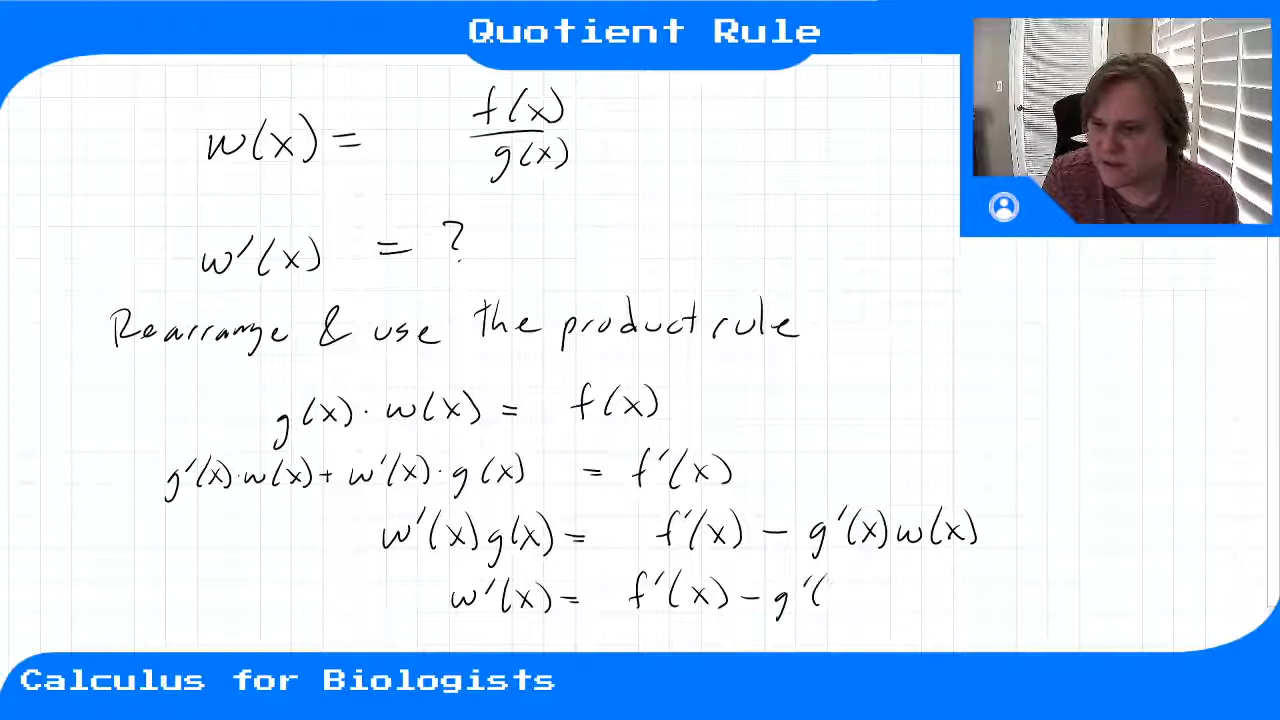 Quotient Rule
w(x) = f(x)/g(x)
w'(x) = ?
Rearrange & use the product rule
g(x) · w(x) = f(x)
g'(x)·w(x) + w'(x)·g(x) = f'(x)
w'(x)g(x) = f'(x) - g'(x)w(x)
w'(x) = f'(x) - g'(
Calculus for Biologists